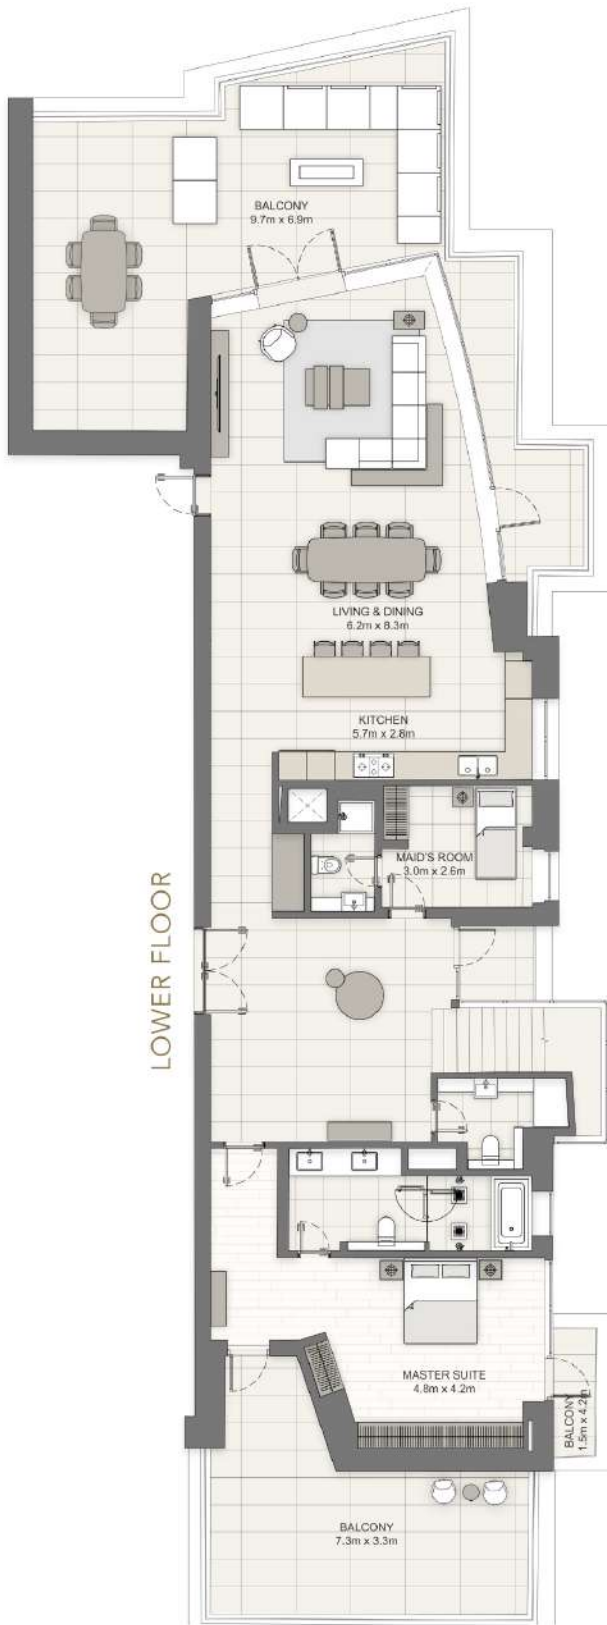 BALCONY
9.7m x 6.9m
LIVING & DINING
6.2m x 8.3m
KITCHEN
5.7m x 2.8m
MAID'S ROOM
3.0m x 2.6m
LOWER FLOOR
MASTER SUITE
4.8m x 4.2m
BALCONY
1.5m x 4.2m
BALCONY
7.3m x 3.3m